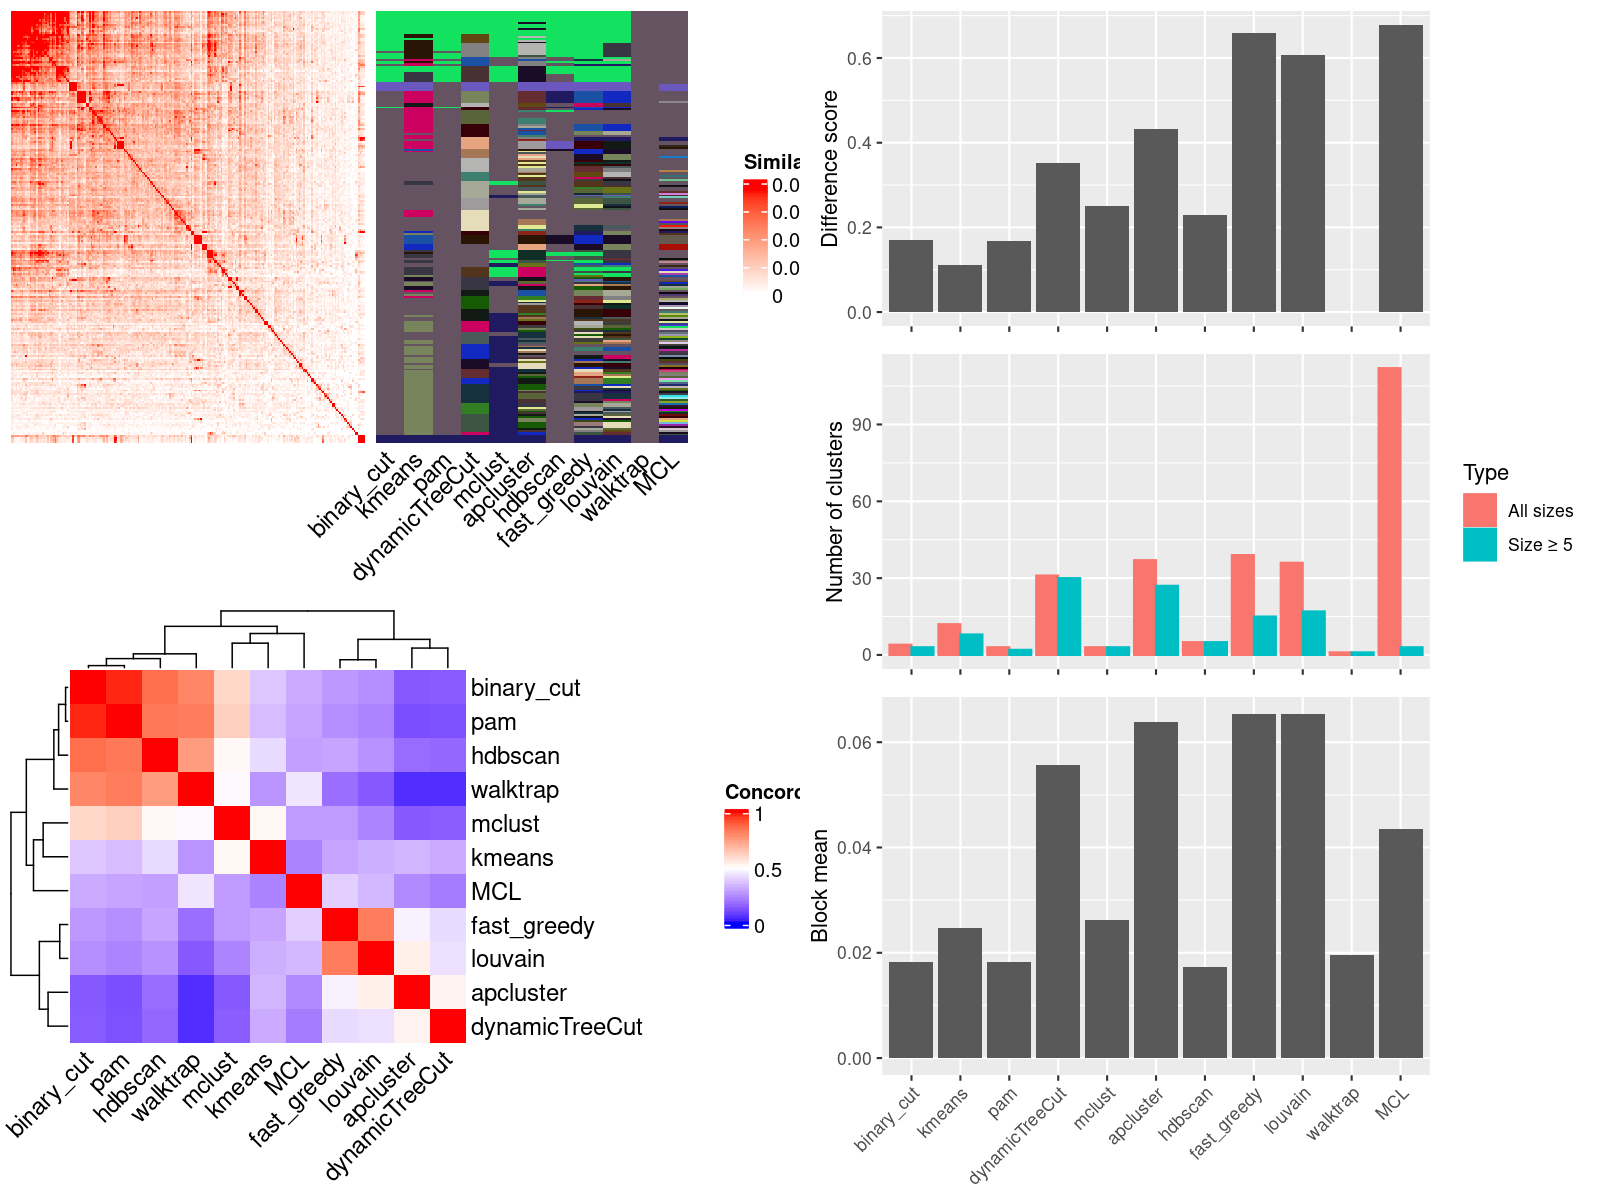 Simila
0.0
0.0
0.0
0.0
0
binary_cut
kmeans
pam
dynamicTreeCut
mclust
apcluster
hdbscan
fast_greedy
louvain
walktrap
MCL
binary_cut
pam
hdbscan
walktrap
mclust
kmeans
MCL
fast_greedy
louvain
apcluster
dynamicTreeCut
binary_cut
pam
hdbscan
walktrap
mclust
kmeans
MCL
fast_greedy
louvain
apcluster
dynamicTreeCut
Concord
1
0.5
0
Difference score
0.6
0.4
0.2
0.0
Number of clusters
90
60
30
0
Type
All sizes
Size ≥ 5
Block mean
0.06
0.04
0.02
0.00
binary_cut
kmeans
pam
dynamicTreeCut
mclust
apcluster
hdbscan
fast_greedy
louvain
walktrap
MCL